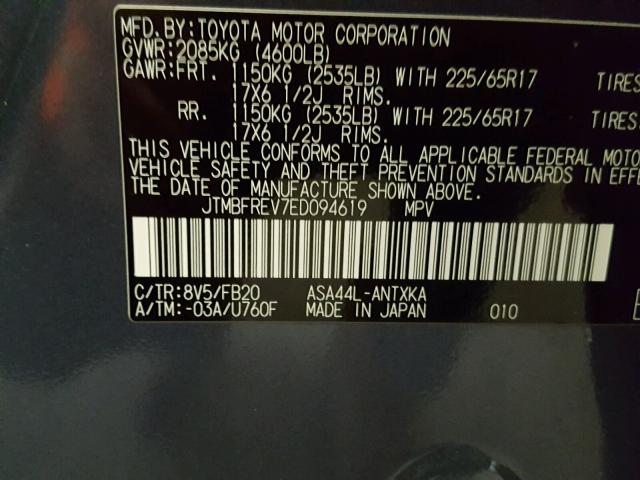 MFD.BY:TOYOTA MOTOR CORPORATION
GVWR:2085KG (4600LB)
GAWR:FRT. 1150KG (2535LB) WITH 225/65R17 TIRES
17X6 1/2J RIMS.
RR. 1150KG (2535LB) WITH 225/65R17 TIRES.
17X6 1/2J RIMS.
THIS VEHICLE CONFORMS TO ALL APPLICABLE FEDERAL MOTO
VEHICLE SAFETY AND THEFT PREVENTION STANDARDS IN EFFE
THE DATE OF MANUFACTURE SHOWN ABOVE.
JTMBFREV7ED094619 MPV
C/TR:8V5/FB20 ASA44L-ANTXKA
A/TM:-03A/U760F MADE IN JAPAN 010